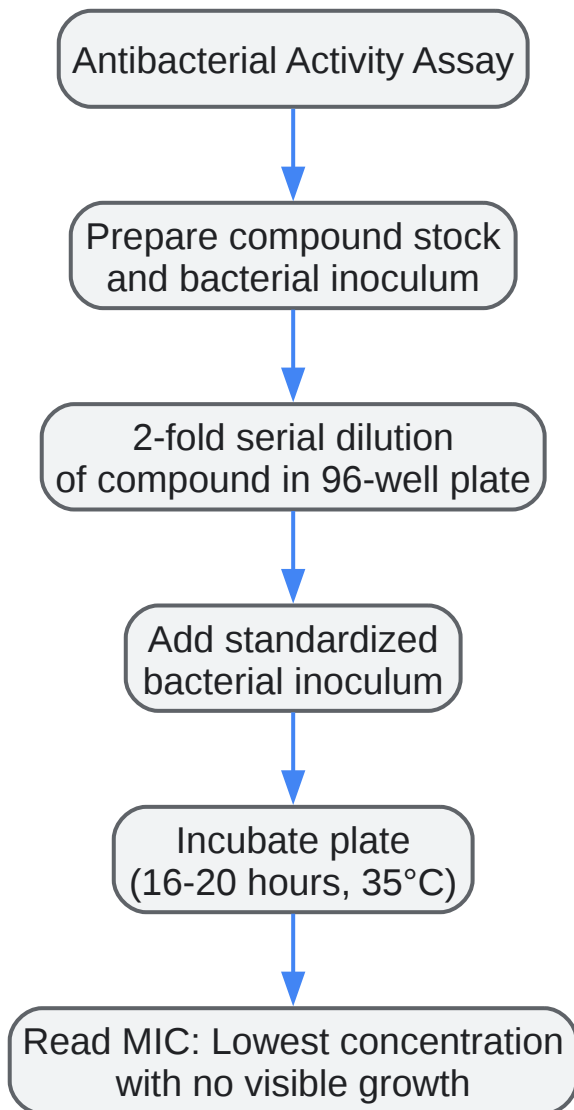 Antibacterial Activity Assay
Prepare compound stock
and bacterial inoculum
2-fold serial dilution
of compound in 96-well plate
Add standardized
bacterial inoculum
Incubate plate
(16-20 hours, 35°C)
Read MIC: Lowest concentration
with no visible growth